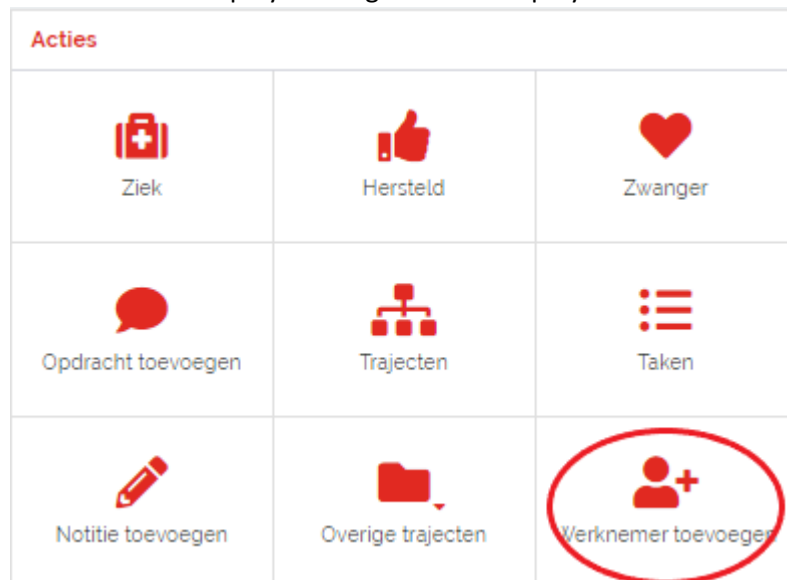 Acties
Ziek
Hersteld
Zwanger
Opdracht toevoegen
Trajecten
Taken
Notitie toevoegen
Overige trajecten
Werknemer toevoegen